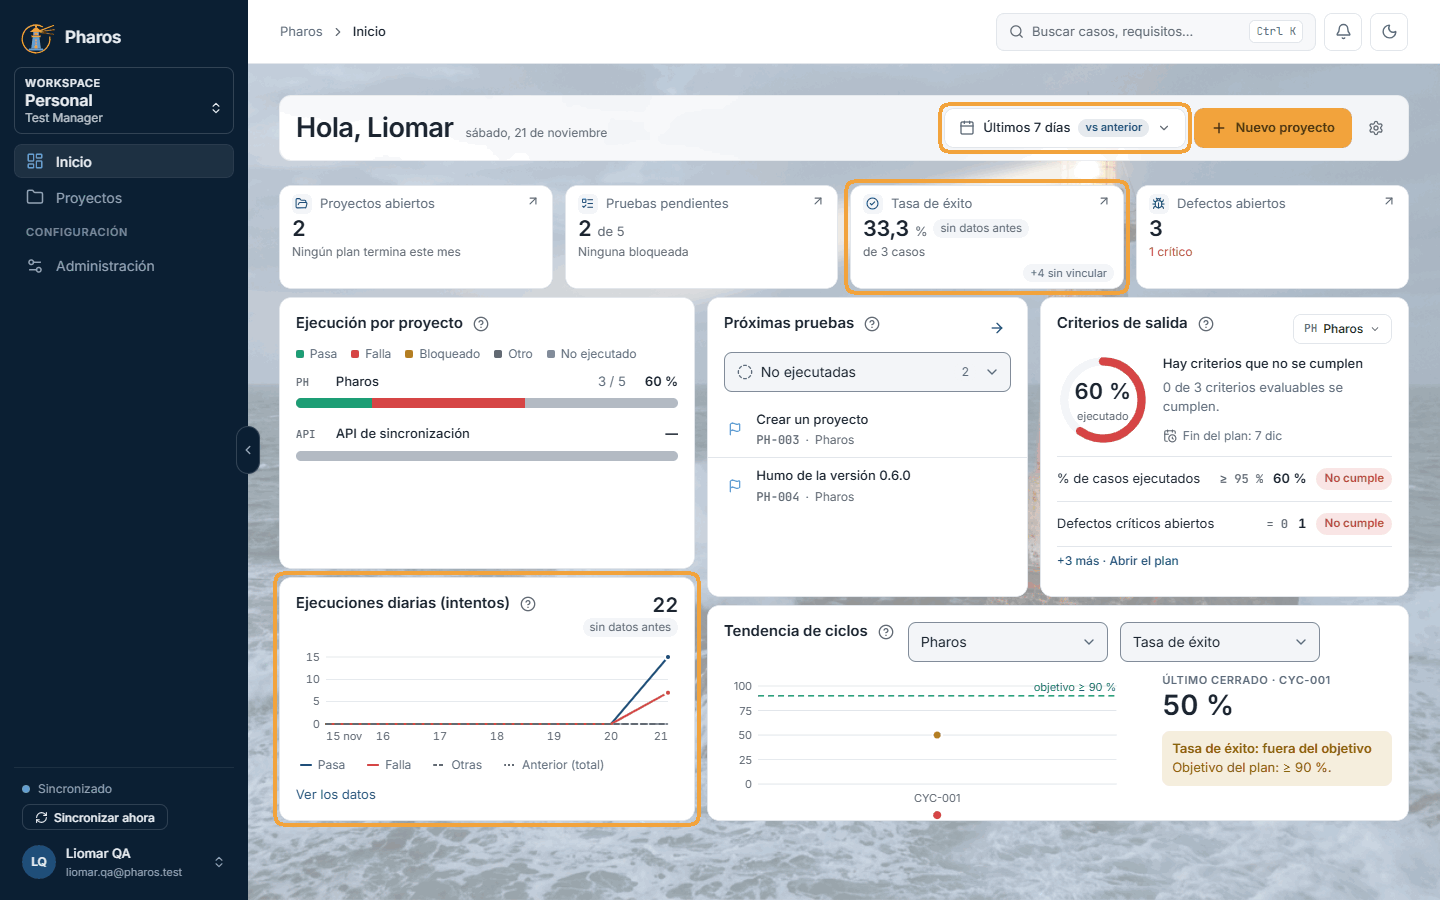 Pharos
WORKSPACE
Personal
Test Manager
Inicio
Proyectos
CONFIGURACIÓN
Administración
Sincronizado
Sincronizar ahora
LQ
Liomar QA
liomar.qa@pharos.test
Pharos > Inicio
Buscar casos, requisitos...
Ctrl K
Hola, Liomar sábado, 21 de noviembre
Últimos 7 días vs anterior
+ Nuevo proyecto
Proyectos abiertos
2
Ningún plan termina este mes
Pruebas pendientes
2 de 5
Ninguna bloqueada
Tasa de éxito
33,3 % sin datos antes
de 3 casos
+4 sin vincular
Defectos abiertos
3
1 crítico
Ejecución por proyecto
Pasa Falla Bloqueado Otro No ejecutado
PH Pharos 3 / 5 60 %
API API de sincronización —
Próximas pruebas
No ejecutadas 2
Crear un proyecto
PH-003 · Pharos
Humo de la versión 0.6.0
PH-004 · Pharos
Criterios de salida
PH Pharos
60 %
ejecutado
Hay criterios que no se cumplen
0 de 3 criterios evaluables se
cumplen.
Fin del plan: 7 dic
% de casos ejecutados ≥ 95 % 60 % No cumple
Defectos críticos abiertos = 0 1 No cumple
+3 más · Abrir el plan
Ejecuciones diarias (intentos) 22
sin datos antes
15
10
5
0
15 nov 16 17 18 19 20 21
Pasa Falla Otras Anterior (total)
Ver los datos
Tendencia de ciclos
Pharos
Tasa de éxito
100
75
50
25
0
objetivo ≥ 90 %
CYC-001
ÚLTIMO CERRADO · CYC-001
50 %
Tasa de éxito: fuera del objetivo
Objetivo del plan: ≥ 90 %.